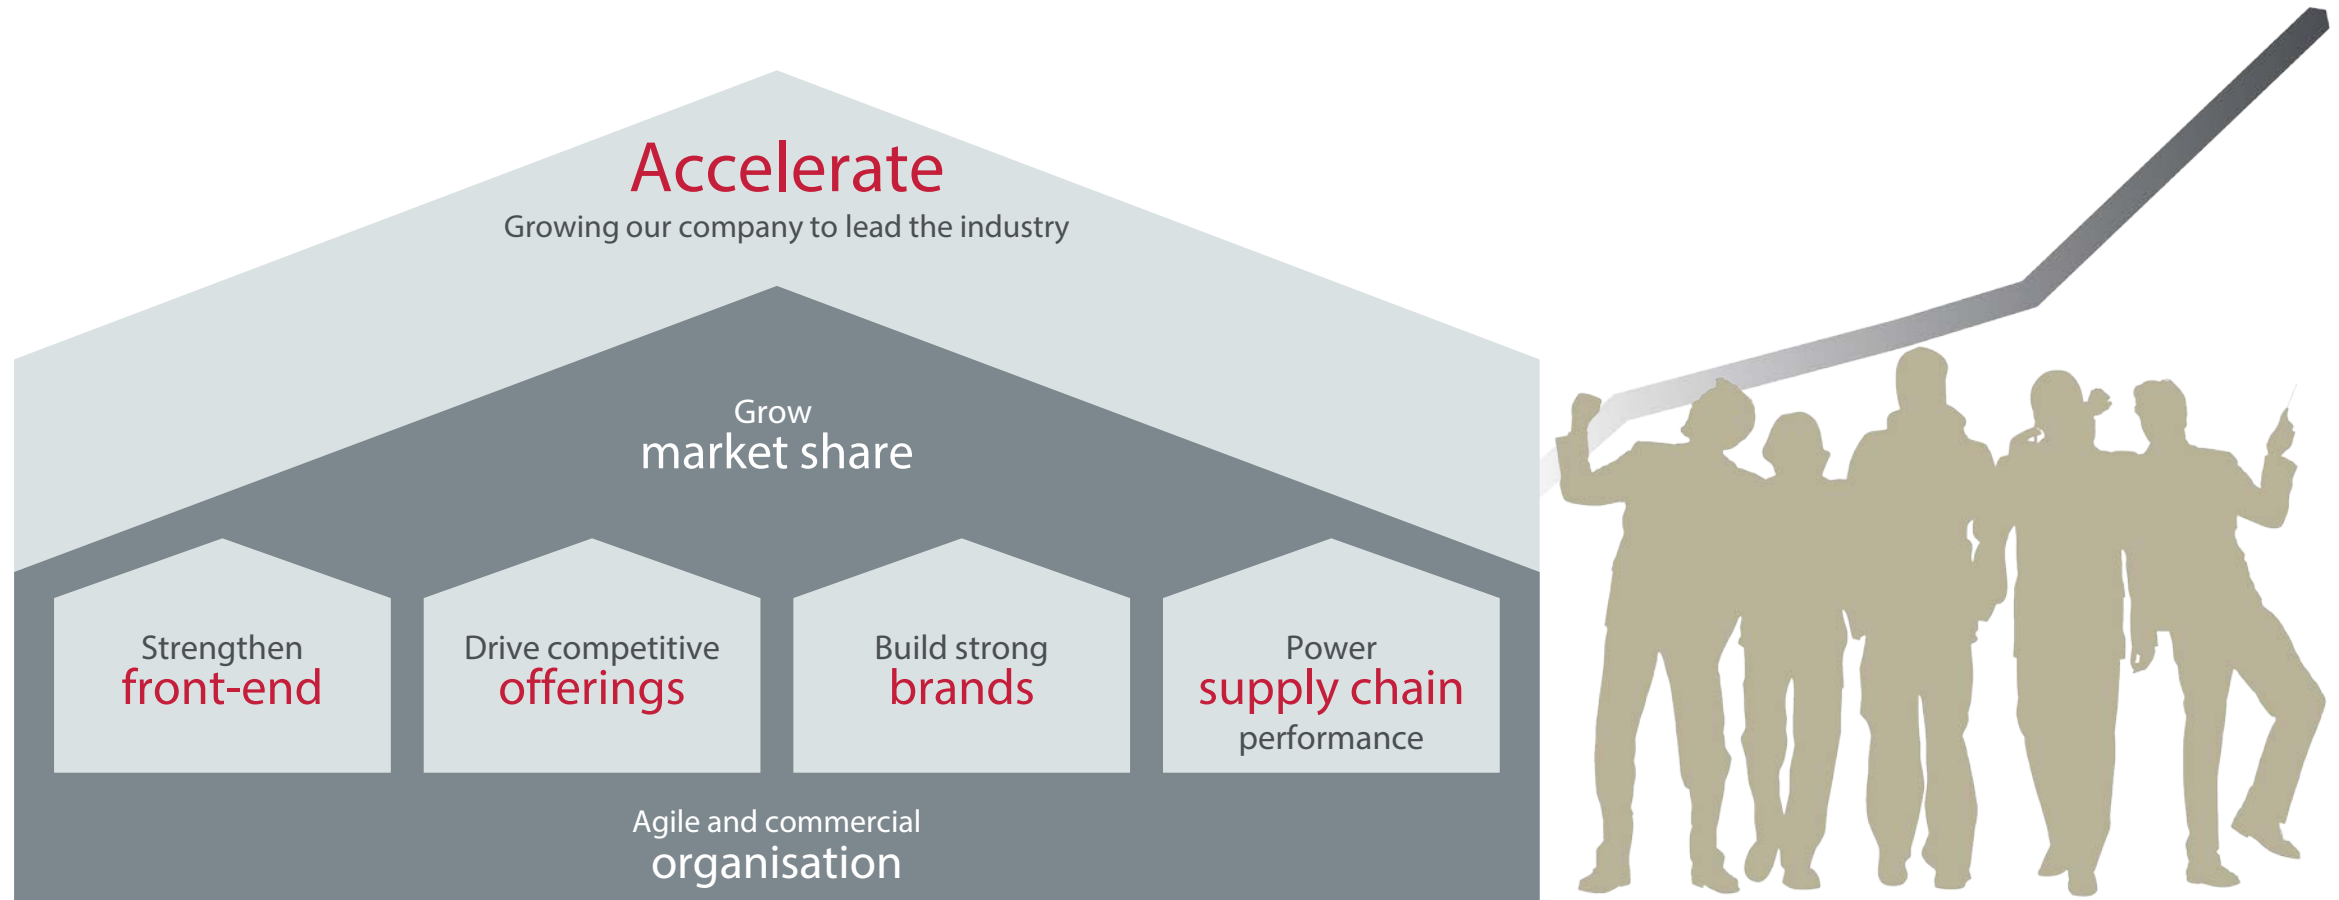 Accelerate
Growing our company to lead the industry
Grow
market share
Strengthen
front-end
Drive competitive
offerings
Build strong
brands
Power
supply chain
performance
Agile and commercial
organisation